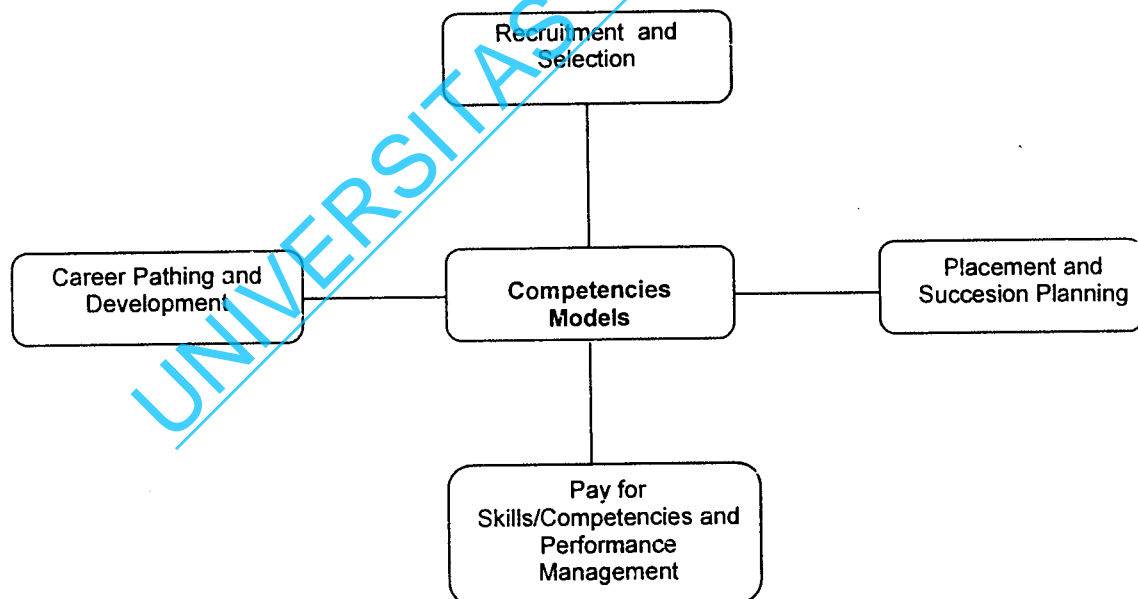 Recruitment and
Selection
Career Pathing and
Development
Competencies
Models
Placement and
Succesion Planning
Pay for
Skills/Competencies and
Performance
Management
UNIVERSITAS